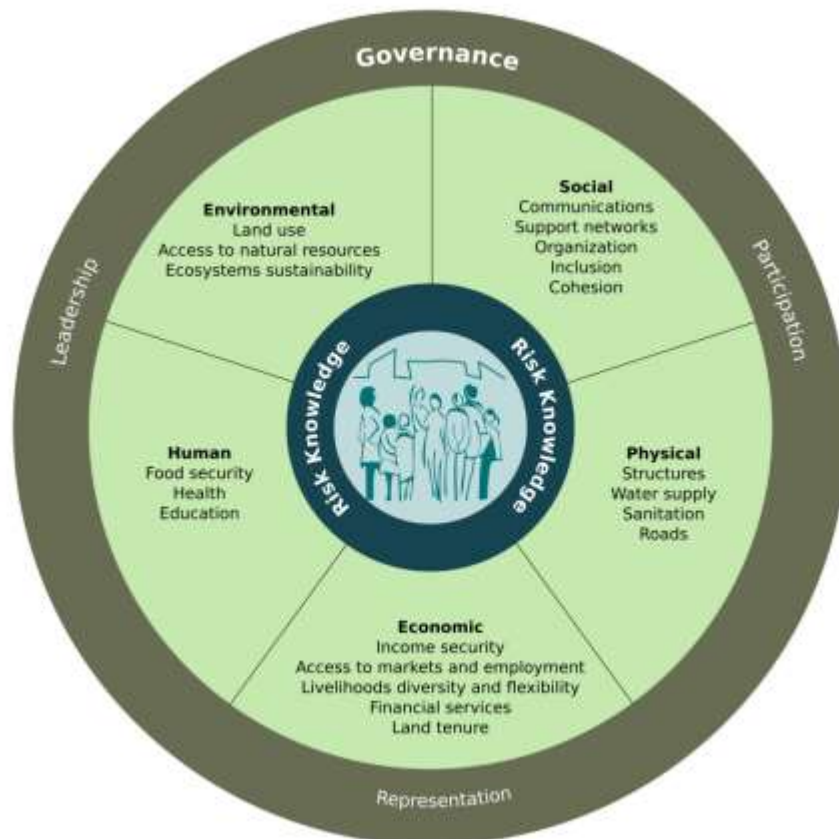 Governance
Social
Communications
Support networks
Organization
Inclusion
Cohesion
Environmental
Land use
Access to natural resources
Ecosystems sustainability
Leadership
Participation
Risk Knowledge
Risk Knowledge
Human
Food security
Health
Education
Physical
Structures
Water supply
Sanitation
Roads
Economic
Income security
Access to markets and employment
Livelihoods diversity and flexibility
Financial services
Land tenure
Representation